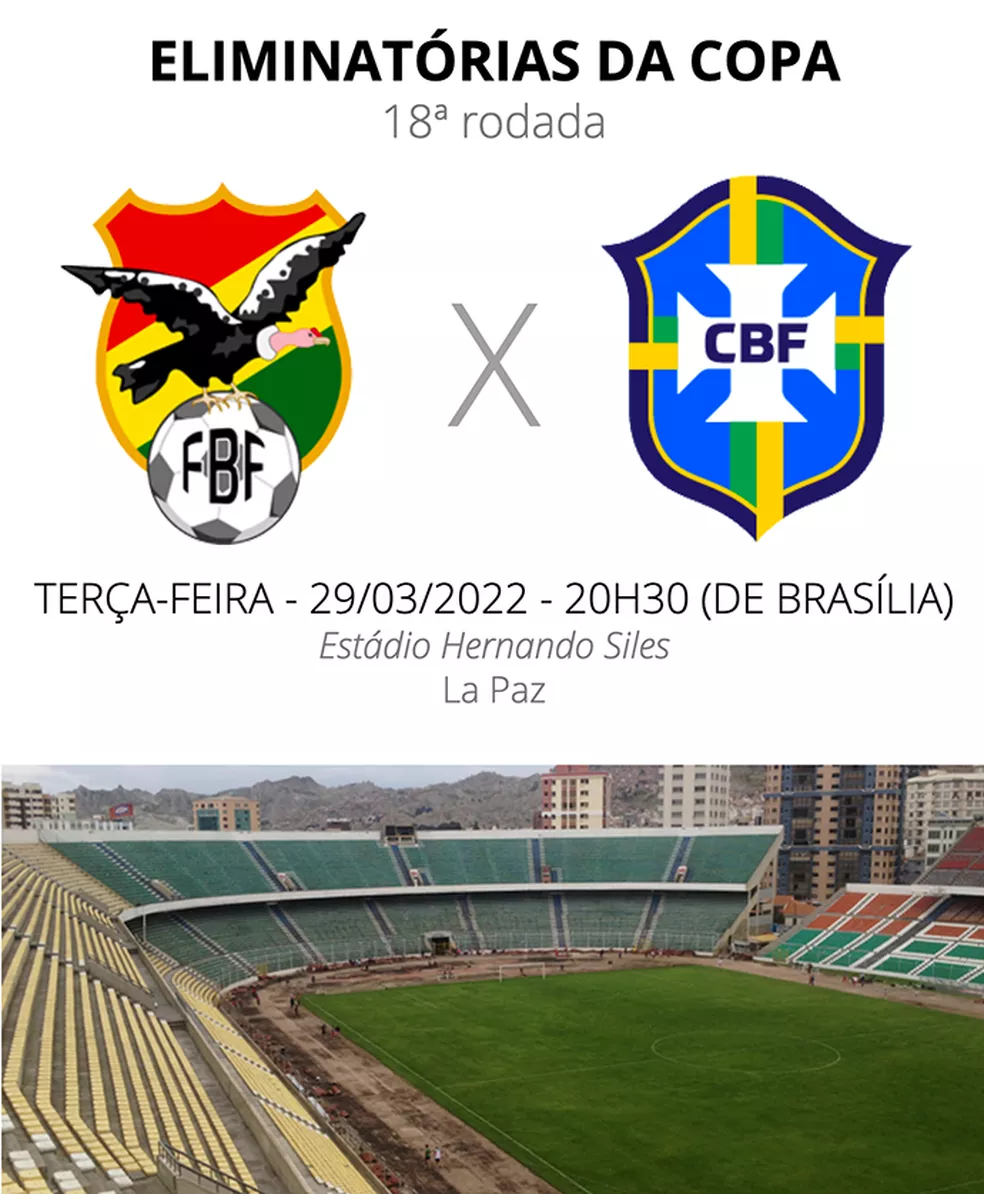 ELIMINATÓRIAS DA COPA
18ª rodada
FBF
X
CBF
TERÇA-FEIRA - 29/03/2022 - 20H30 (DE BRASÍLIA)
Estádio Hernando Siles
La Paz